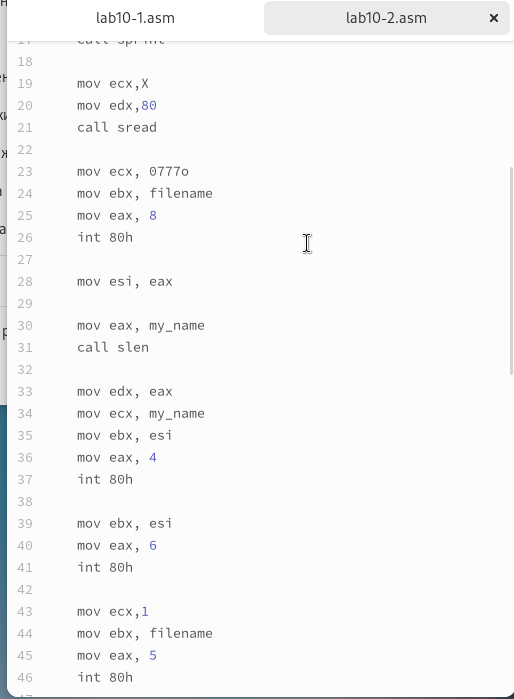 lab10-1.asm
lab10-2.asm
17 call sprint
18
19 mov ecx,X
20 mov edx,80
21 call sread
22
23 mov ecx, 0777o
24 mov ebx, filename
25 mov eax, 8
26 int 80h
27
28 mov esi, eax
29
30 mov eax, my_name
31 call slen
32
33 mov edx, eax
34 mov ecx, my_name
35 mov ebx, esi
36 mov eax, 4
37 int 80h
38
39 mov ebx, esi
40 mov eax, 6
41 int 80h
42
43 mov ecx,1
44 mov ebx, filename
45 mov eax, 5
46 int 80h